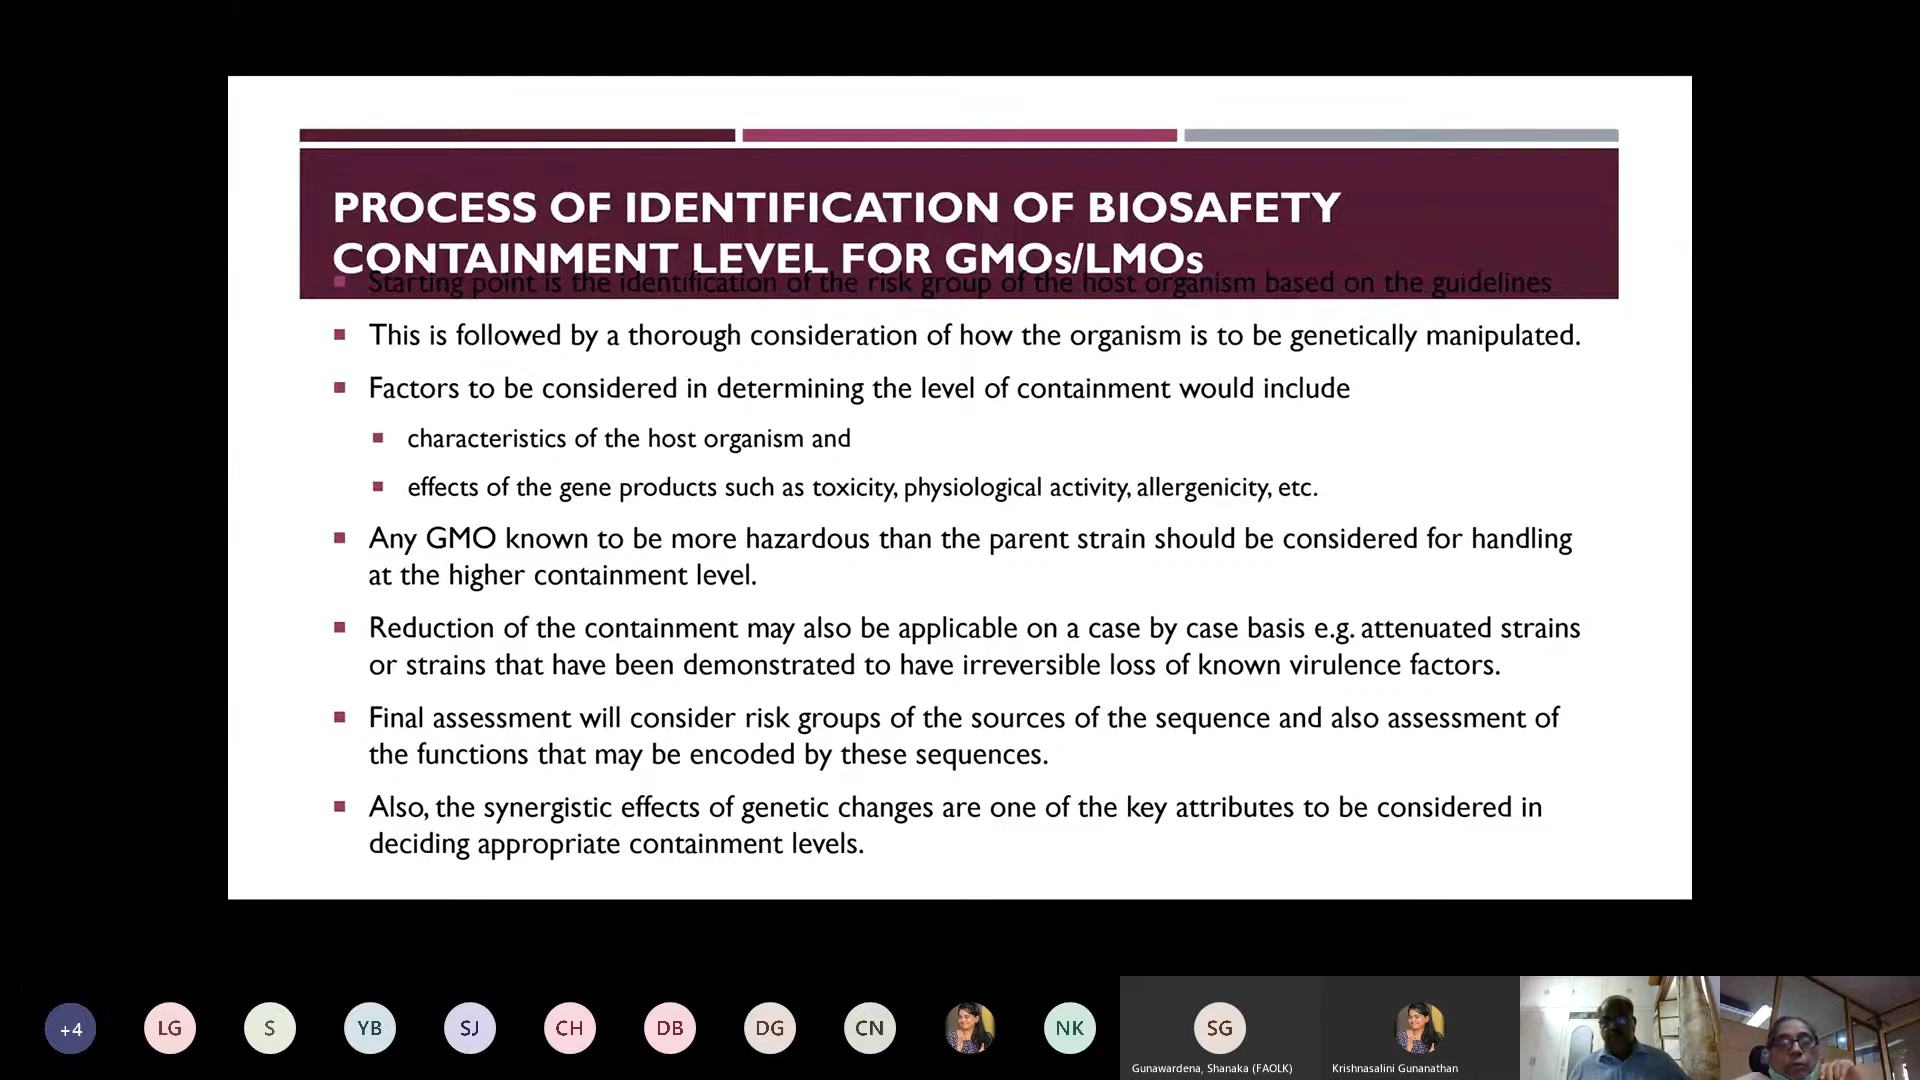 PROCESS OF IDENTIFICATION OF BIOSAFETY
CONTAINMENT LEVEL FOR GMOs/LMOs
Starting point is the identification of the risk group of the host organism based on the guidelines
This is followed by a thorough consideration of how the organism is to be genetically manipulated.
Factors to be considered in determining the level of containment would include
characteristics of the host organism and
effects of the gene products such as toxicity, physiological activity, allergenicity, etc.
Any GMO known to be more hazardous than the parent strain should be considered for handling
at the higher containment level.
Reduction of the containment may also be applicable on a case by case basis e.g. attenuated strains
or strains that have been demonstrated to have irreversible loss of known virulence factors.
Final assessment will consider risk groups of the sources of the sequence and also assessment of
the functions that may be encoded by these sequences.
Also, the synergistic effects of genetic changes are one of the key attributes to be considered in
deciding appropriate containment levels.
+4 LG S YB SJ CH DB DG CN NK SG
Gunawardena, Shanaka (FAOLK) Krishnasalini Gunanathan